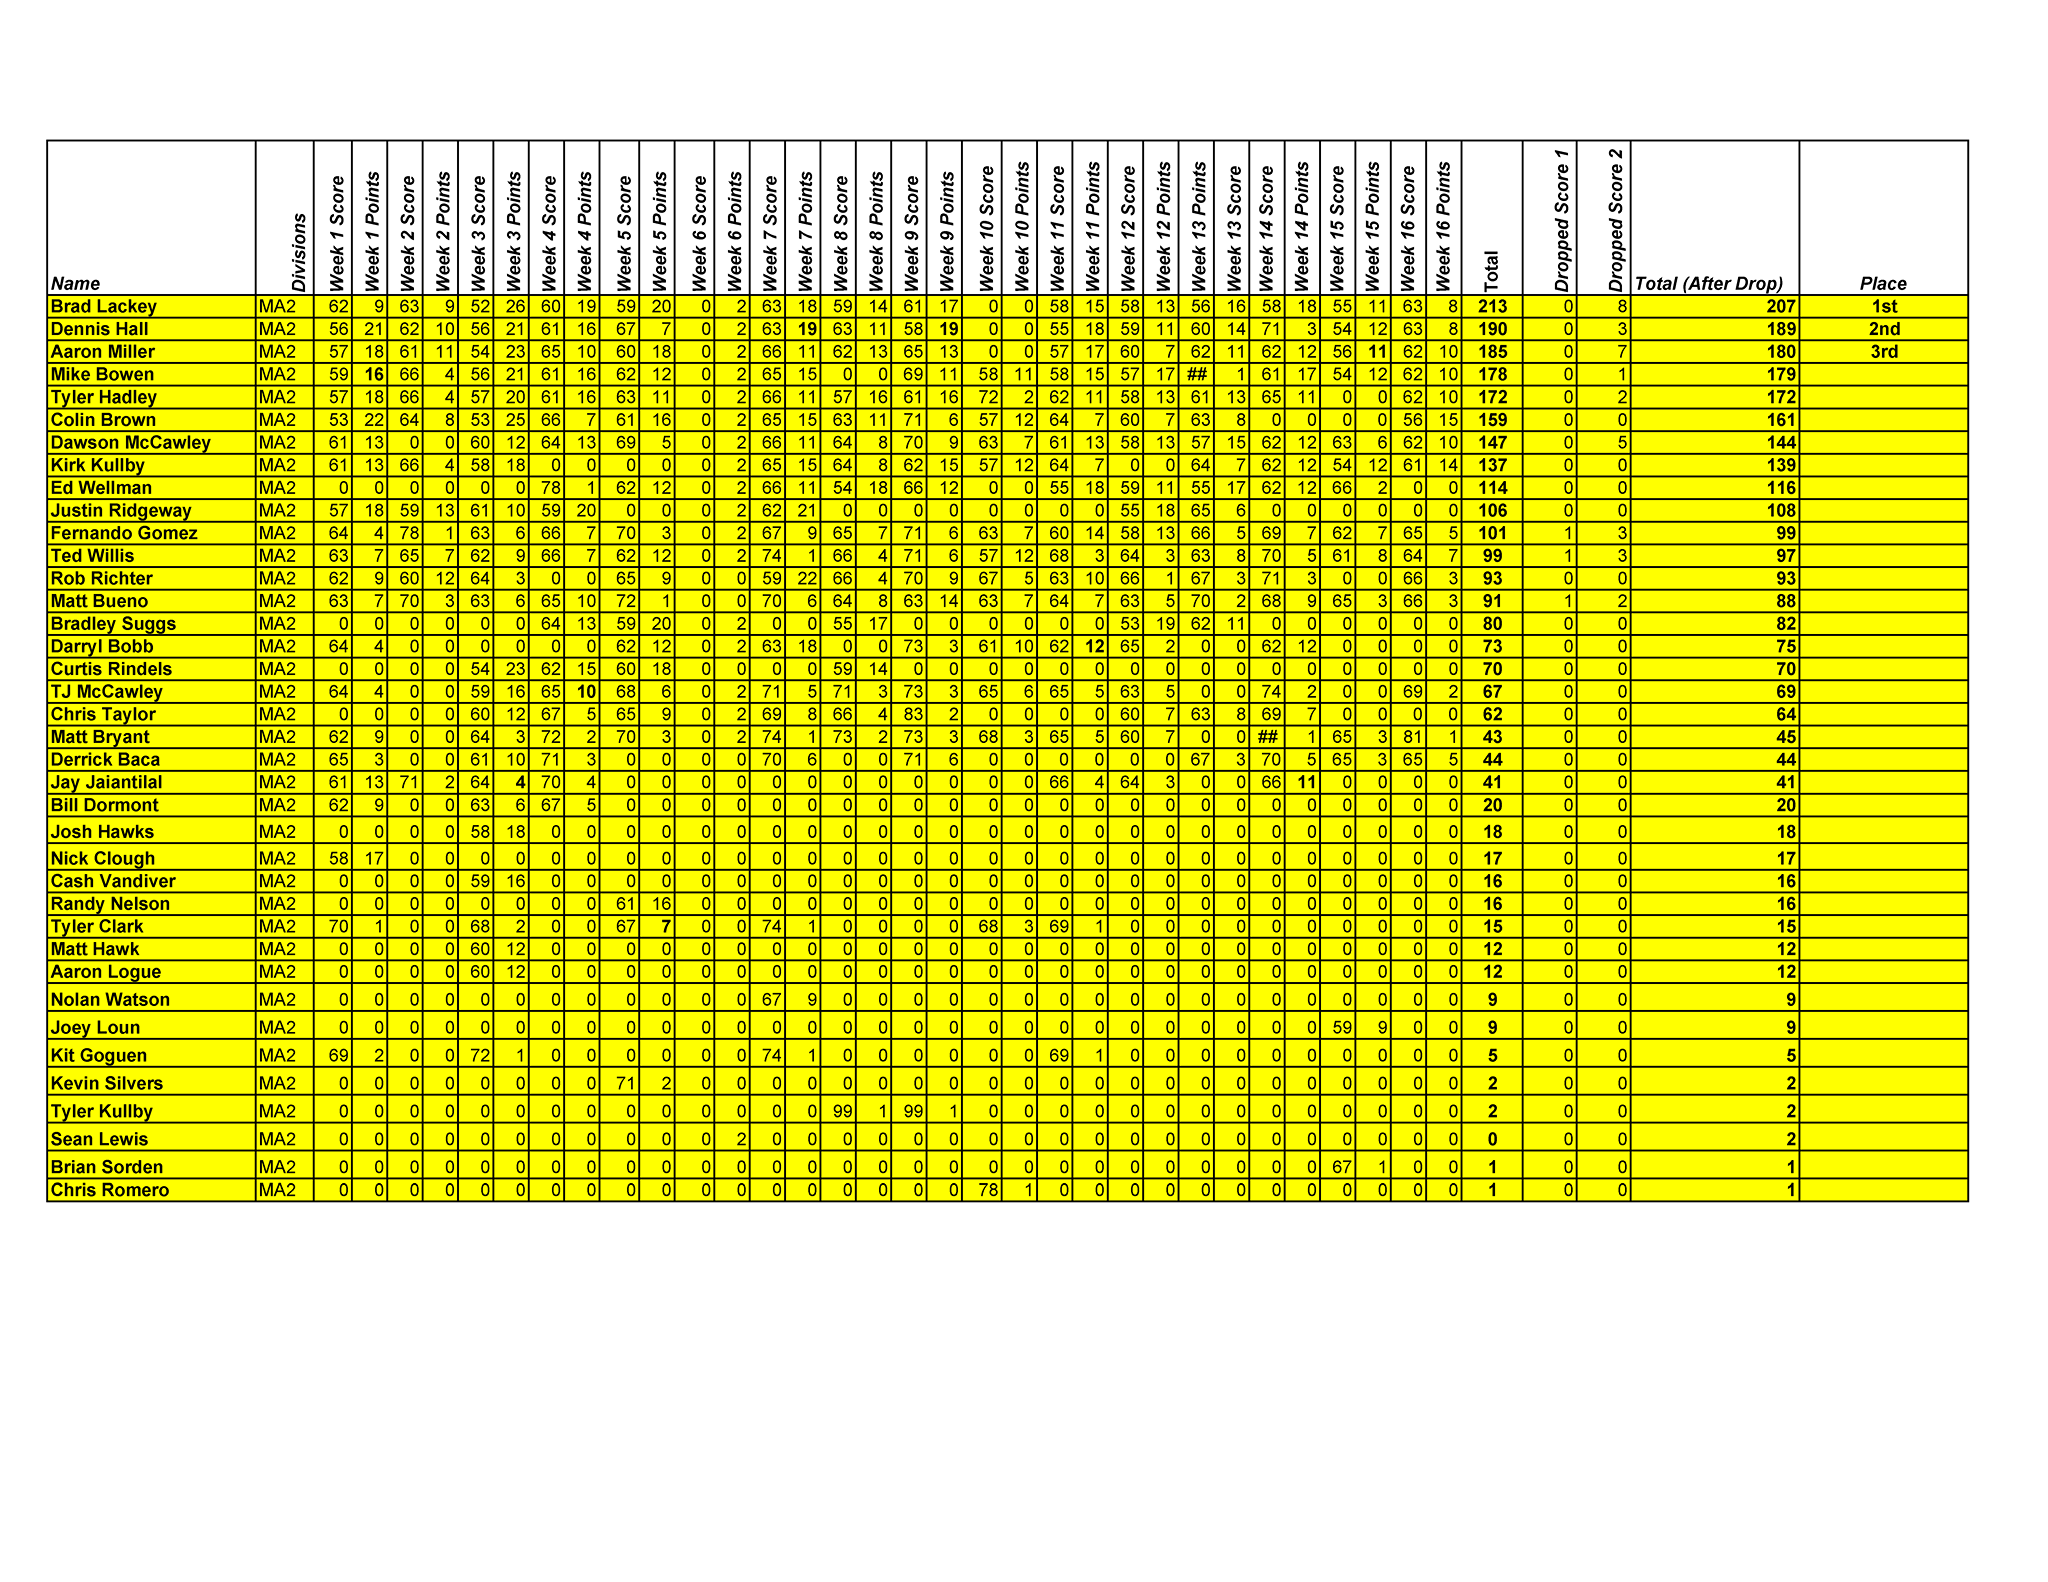 Name Divisions Week 1 Score Week 1 Points Week 2 Score Week 2 Points Week 3 Score Week 3 Points Week 4 Score Week 4 Points Week 5 Score Week 5 Points Week 6 Score Week 6 Points Week 7 Score Week 7 Points Week 8 Score Week 8 Points Week 9 Score Week 9 Points Week 10 Score Week 10 Points Week 11 Score Week 11 Points Week 12 Score Week 12 Points Week 13 Points Week 13 Score Week 14 Score Week 14 Points Week 15 Score Week 15 Points Week 16 Score Week 16 Points Total Dropped Score 1 Dropped Score 2 Total (After Drop) Place
Brad Lackey MA2 62 9 63 9 52 26 60 19 59 20 0 2 63 18 59 14 61 17 0 0 58 15 58 13 56 16 58 18 55 11 63 8 213 0 8 207 1st
Dennis Hall MA2 56 21 62 10 56 21 61 16 67 7 0 2 63 19 63 11 58 19 0 0 55 18 59 11 60 14 71 3 54 12 63 8 190 0 3 189 2nd
Aaron Miller MA2 57 18 61 11 54 23 65 10 60 18 0 2 66 11 62 13 65 13 0 0 57 17 60 7 62 11 62 12 56 11 62 10 185 0 7 180 3rd
Mike Bowen MA2 59 16 66 4 56 21 61 16 62 12 0 2 65 15 0 0 69 11 58 11 58 15 57 17 ## 1 61 17 54 12 62 10 178 0 1 179
Tyler Hadley MA2 57 18 66 4 57 20 61 16 63 11 0 2 66 11 57 16 61 16 72 2 62 11 58 13 61 13 65 11 0 0 62 10 172 0 2 172
Colin Brown MA2 53 22 64 8 53 25 66 7 61 16 0 2 65 15 63 11 71 6 57 12 64 7 60 7 63 8 0 0 0 0 56 15 159 0 0 161
Dawson McCawley MA2 61 13 0 0 60 12 64 13 69 5 0 2 66 11 64 8 70 9 63 7 61 13 58 13 57 15 62 12 63 6 62 10 147 0 5 144
Kirk Kullby MA2 61 13 66 4 58 18 0 0 0 0 0 2 65 15 64 8 62 15 57 12 64 7 0 0 64 7 62 12 54 12 61 14 137 0 0 139
Ed Wellman MA2 0 0 0 0 0 0 78 1 62 12 0 2 66 11 54 18 66 12 0 0 55 18 59 11 55 17 62 12 66 2 0 0 114 0 0 116
Justin Ridgeway MA2 57 18 59 13 61 10 59 20 0 0 0 2 62 21 0 0 0 0 0 0 0 0 55 18 65 6 0 0 0 0 0 0 106 0 0 108
Fernando Gomez MA2 64 4 78 1 63 6 66 7 70 3 0 2 67 9 65 7 71 6 63 7 60 14 58 13 66 5 69 7 62 7 65 5 101 1 3 99
Ted Willis MA2 63 7 65 7 62 9 66 7 62 12 0 2 74 1 66 4 71 6 57 12 68 3 64 3 63 8 70 5 61 8 64 7 99 1 3 97
Rob Richter MA2 62 9 60 12 64 3 0 0 65 9 0 0 59 22 66 4 70 9 67 5 63 10 66 1 67 3 71 3 0 0 66 3 93 0 0 93
Matt Bueno MA2 63 7 70 3 63 6 65 10 72 1 0 0 70 6 64 8 63 14 63 7 64 7 63 5 70 2 68 9 65 3 66 3 91 1 2 88
Bradley Suggs MA2 0 0 0 0 0 0 64 13 59 20 0 2 0 0 55 17 0 0 0 0 0 0 53 19 62 11 0 0 0 0 0 0 80 0 0 82
Darryl Bobb MA2 64 4 0 0 0 0 0 0 62 12 0 2 63 18 0 0 73 3 61 10 62 12 65 2 0 0 62 12 0 0 0 0 73 0 0 75
Curtis Rindels MA2 0 0 0 0 54 23 62 15 60 18 0 0 0 0 59 14 0 0 0 0 0 0 0 0 0 0 0 0 0 0 0 0 70 0 0 70
TJ McCawley MA2 64 4 0 0 59 16 65 10 68 6 0 2 71 5 71 3 73 3 65 6 65 5 63 5 0 0 74 2 0 0 69 2 67 0 0 69
Chris Taylor MA2 0 0 0 0 60 12 67 5 65 9 0 2 69 8 66 4 83 2 0 0 0 0 60 7 63 8 69 7 0 0 0 0 62 0 0 64
Matt Bryant MA2 62 9 0 0 64 3 72 2 70 3 0 2 74 1 73 2 73 3 68 3 65 5 60 7 0 0 ## 1 65 3 81 1 43 0 0 45
Derrick Baca MA2 65 3 0 0 61 10 71 3 0 0 0 0 70 6 0 0 71 6 0 0 0 0 0 0 67 3 70 5 65 3 65 5 44 0 0 44
Jay Jaiantilal MA2 61 13 71 2 64 4 70 4 0 0 0 0 0 0 0 0 0 0 0 0 66 4 64 3 0 0 66 11 0 0 0 0 41 0 0 41
Bill Dormont MA2 62 9 0 0 63 6 67 5 0 0 0 0 0 0 0 0 0 0 0 0 0 0 0 0 0 0 0 0 0 0 0 0 20 0 0 20
Josh Hawks MA2 0 0 0 0 58 18 0 0 0 0 0 0 0 0 0 0 0 0 0 0 0 0 0 0 0 0 0 0 0 0 0 0 18 0 0 18
Nick Clough MA2 58 17 0 0 0 0 0 0 0 0 0 0 0 0 0 0 0 0 0 0 0 0 0 0 0 0 0 0 0 0 0 0 17 0 0 17
Cash Vandiver MA2 0 0 0 0 59 16 0 0 0 0 0 0 0 0 0 0 0 0 0 0 0 0 0 0 0 0 0 0 0 0 0 0 16 0 0 16
Randy Nelson MA2 0 0 0 0 0 0 0 0 61 16 0 0 0 0 0 0 0 0 0 0 0 0 0 0 0 0 0 0 0 0 0 0 16 0 0 16
Tyler Clark MA2 70 1 0 0 68 2 0 0 67 7 0 0 74 1 0 0 0 0 68 3 69 1 0 0 0 0 0 0 0 0 0 0 15 0 0 15
Matt Hawk MA2 0 0 0 0 60 12 0 0 0 0 0 0 0 0 0 0 0 0 0 0 0 0 0 0 0 0 0 0 0 0 0 0 12 0 0 12
Aaron Logue MA2 0 0 0 0 60 12 0 0 0 0 0 0 0 0 0 0 0 0 0 0 0 0 0 0 0 0 0 0 0 0 0 0 12 0 0 12
Nolan Watson MA2 0 0 0 0 0 0 0 0 0 0 0 0 67 9 0 0 0 0 0 0 0 0 0 0 0 0 0 0 0 0 0 0 9 0 0 9
Joey Loun MA2 0 0 0 0 0 0 0 0 0 0 0 0 0 0 0 0 0 0 0 0 0 0 0 0 0 0 0 0 59 9 0 0 9 0 0 9
Kit Goguen MA2 69 2 0 0 72 1 0 0 0 0 0 0 74 1 0 0 0 0 0 0 69 1 0 0 0 0 0 0 0 0 0 0 5 0 0 5
Kevin Silvers MA2 0 0 0 0 0 0 0 0 71 2 0 0 0 0 0 0 0 0 0 0 0 0 0 0 0 0 0 0 0 0 0 0 2 0 0 2
Tyler Kullby MA2 0 0 0 0 0 0 0 0 0 0 0 0 0 0 99 1 99 1 0 0 0 0 0 0 0 0 0 0 0 0 0 0 2 0 0 2
Sean Lewis MA2 0 0 0 0 0 0 0 0 0 0 0 2 0 0 0 0 0 0 0 0 0 0 0 0 0 0 0 0 0 0 0 0 0 0 0 2
Brian Sorden MA2 0 0 0 0 0 0 0 0 0 0 0 0 0 0 0 0 0 0 0 0 0 0 0 0 0 0 0 0 67 1 0 0 1 0 0 1
Chris Romero MA2 0 0 0 0 0 0 0 0 0 0 0 0 0 0 0 0 0 0 78 1 0 0 0 0 0 0 0 0 0 0 0 0 1 0 0 1